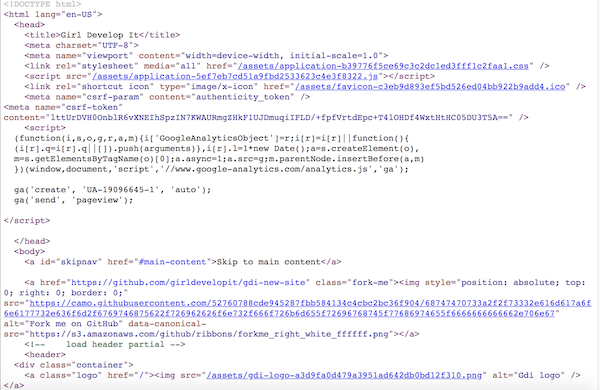 <!DOCTYPE html>
<html lang="en-US">
<head>
<title>Girl Develop It</title>
<meta charset="UTF-8">
<meta name="viewport" content="width=device-width, initial-scale=1.0">
<link rel="stylesheet" media="all" href="/assets/application-b39776f5ce69c3c2dc1ed3fff1c2faa1.css" />
<script src="/assets/application-5ef7eb7cd51a9fbd2533623c4e3f8322.js"></script>
<link rel="shortcut icon" type="image/x-icon" href="/assets/favicon-c3eb9d893ef5bd526ed04bb922b9add4.ico" />
<meta name="csrf-param" content="authenticity_token" />
<meta name="csrf-token"
content="lttUrDVH0OnblR6vXNEIhSpzIN7KWAURmgZHkFlUJDmuqiIFLD/+fpfVrtdEpc+T4lOHDf4WxtHtHC05DU3T5A==" />
<script>
(function(i,s,o,g,r,a,m){i['GoogleAnalyticsObject']=r;i[r]=i[r]||function(){
(i[r].q=i[r].q||[]).push(arguments)},i[r].l=1*new Date();a=s.createElement(o),
m=s.getElementsByTagName(o)[0];a.async=1;a.src=g;m.parentNode.insertBefore(a,m)
})(window,document,'script','//www.google-analytics.com/analytics.js','ga');
ga('create', 'UA-19096645-1', 'auto');
ga('send', 'pageview');
</script>
</head>
<body>
<a id="skipnav" href="#main-content">Skip to main content</a>
<a href="https://github.com/girldevelopit/gdi-new-site" class="fork-me"><img style="position: absolute; top:
0; right: 0; border: 0;"
src="https://camo.githubusercontent.com/52760788cde945287fbb584134c4cbc2bc36f904/68747470733a2f2f73332e616d617a6f
6e6177732e636f6d2f6769746875622f726962626f6e732f666f726b6d655f72696768745f77686974655f6666666666662e706e67"
alt="Fork me on GitHub" data-canonical-
src="https://s3.amazonaws.com/github/ribbons/forkme_right_white_ffffff.png"></a>
<!-- load header partial -->
<header>
<div class="container">
<a class="logo" href="/"><img src="/assets/gdi-logo-a3d9fa0d479a3951ad642db0bd12f310.png" alt="Gdi logo" />
</a>